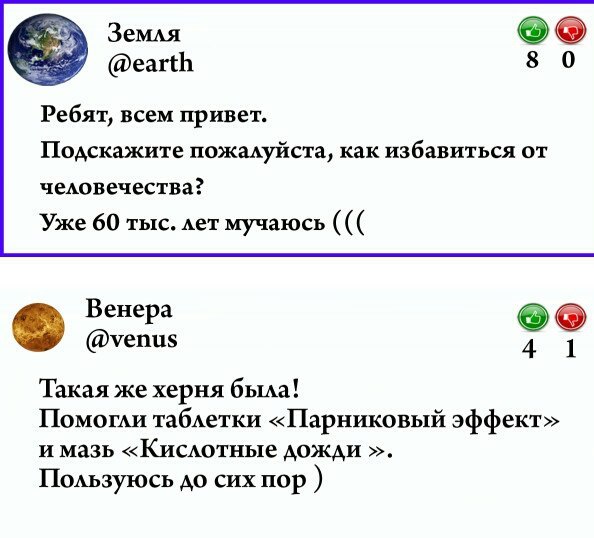 Земля
@earth
8 0
Ребят, всем привет.
Подскажите пожалуйста, как избавиться от
человечества?
Уже 60 тыс. лет мучаюсь (((
Венера
@venus
4 1
Такая же херня была!
Помогли таблетки «Парниковый эффект»
и мазь «Кислотные дожди ».
Пользуюсь до сих пор )